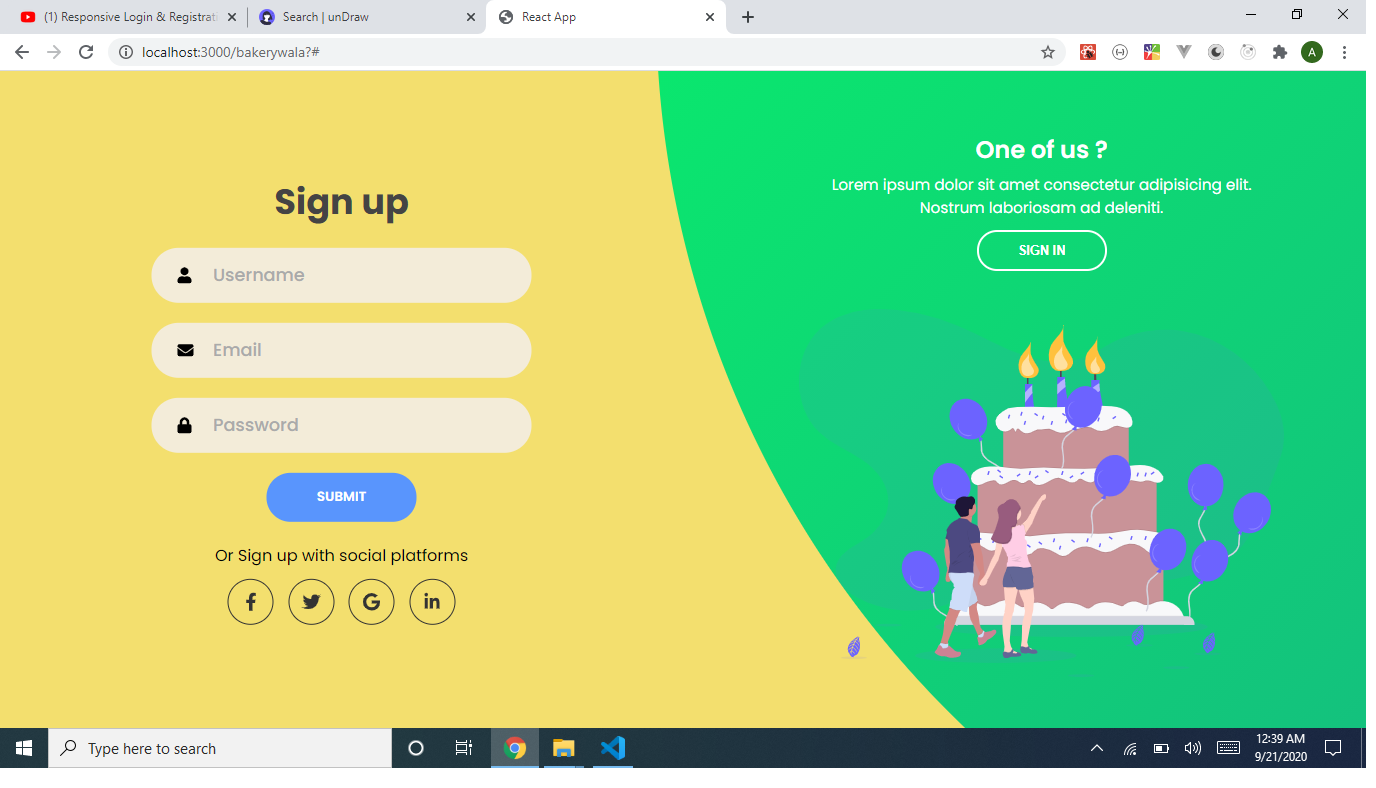 (1) Responsive Login & Registrati
Search | unDraw
React App
localhost:3000/bakerywala?#
A
Sign up
Username
Email
Password
SUBMIT
Or Sign up with social platforms
One of us ?
Lorem ipsum dolor sit amet consectetur adipisicing elit.
Nostrum laboriosam ad deleniti.
SIGN IN
Type here to search
12:39 AM
9/21/2020